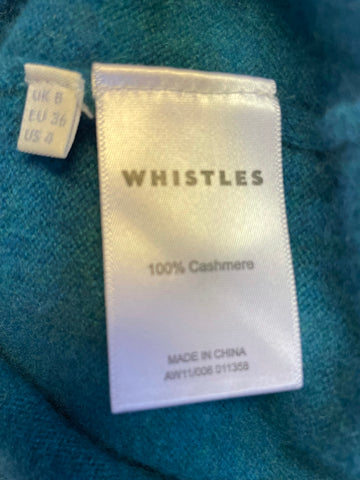 UK 8
EU 36
US 4
WHISTLES
100% Cashmere
MADE IN CHINA
AW11/006 011358